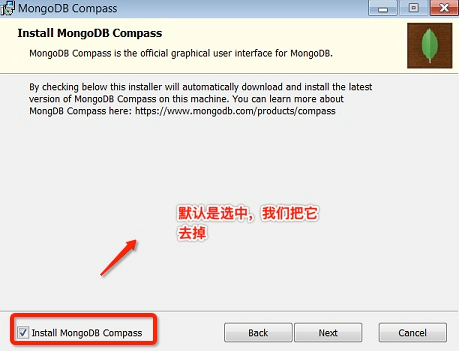 MongoDB Compass
Install MongoDB Compass
MongoDB Compass is the official graphical user interface for MongoDB.
By checking below this installer will automatically download and install the latest
version of MongoDB Compass on this machine. You can learn more about
MongDB Compass here: https://www.mongodb.com/products/compass
默认是选中，我们把它
去掉
Install MongoDB Compass
Back
Next
Cancel